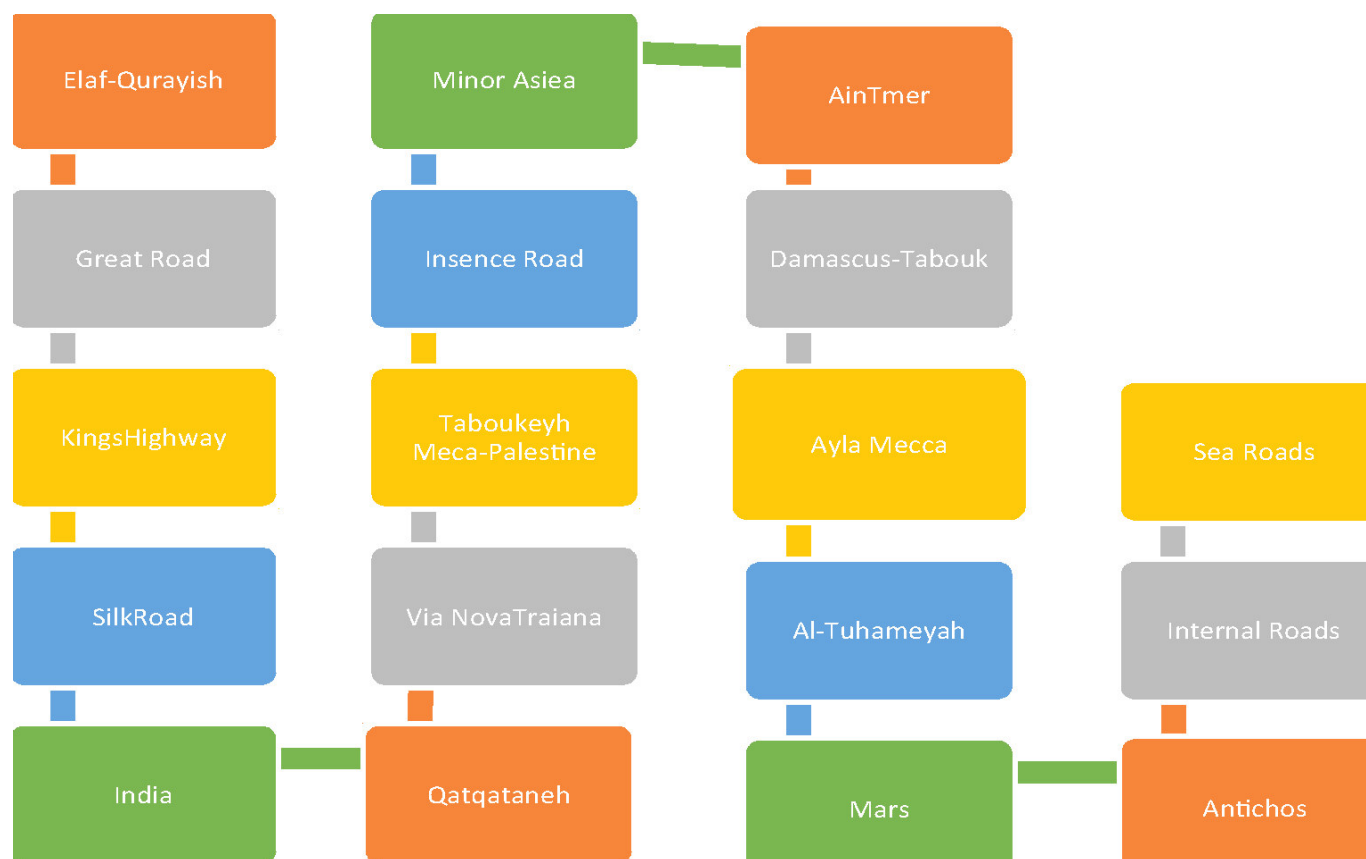 Elaf-Qurayish
Great Road
KingsHighway
SilkRoad
India
Qatqataneh
Via NovaTraiana
Taboukeyh
Meca-Palestine
Insence Road
Minor Asiea
AinTmer
Damascus-Tabouk
Ayla Mecca
Al-Tuhameyah
Mars
Antichos
Internal Roads
Sea Roads